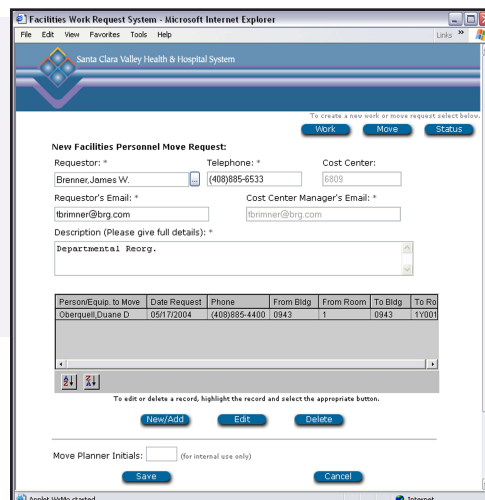 Facilities Work Request System - Microsoft Internet Explorer
File Edit View Favorites Tools Help Links »
Santa Clara Valley Health & Hospital System
To create a new work or move request select below.
Work Move Status
New Facilities Personnel Move Request:
Requestor: * Telephone: * Cost Center:
Brenner,James W. ... (408)885-6533 6809
Requestor's Email: * Cost Center Manager's Email: *
tbrimner@brg.com tbrimner@brg.com
Description (Please give full details): *
Departmental Reorg.
Person/Equip. to Move Date Request Phone From Bldg From Room To Bldg To Ro
Oberquell,Duane D 05/17/2004 (408)885-4400 0943 1 0943 1Y001
To edit or delete a record, highlight the record and select the appropriate button.
New/Add Edit Delete
Move Planner Initials: (for internal use only)
Save Cancel
Applet WxMo started Internet